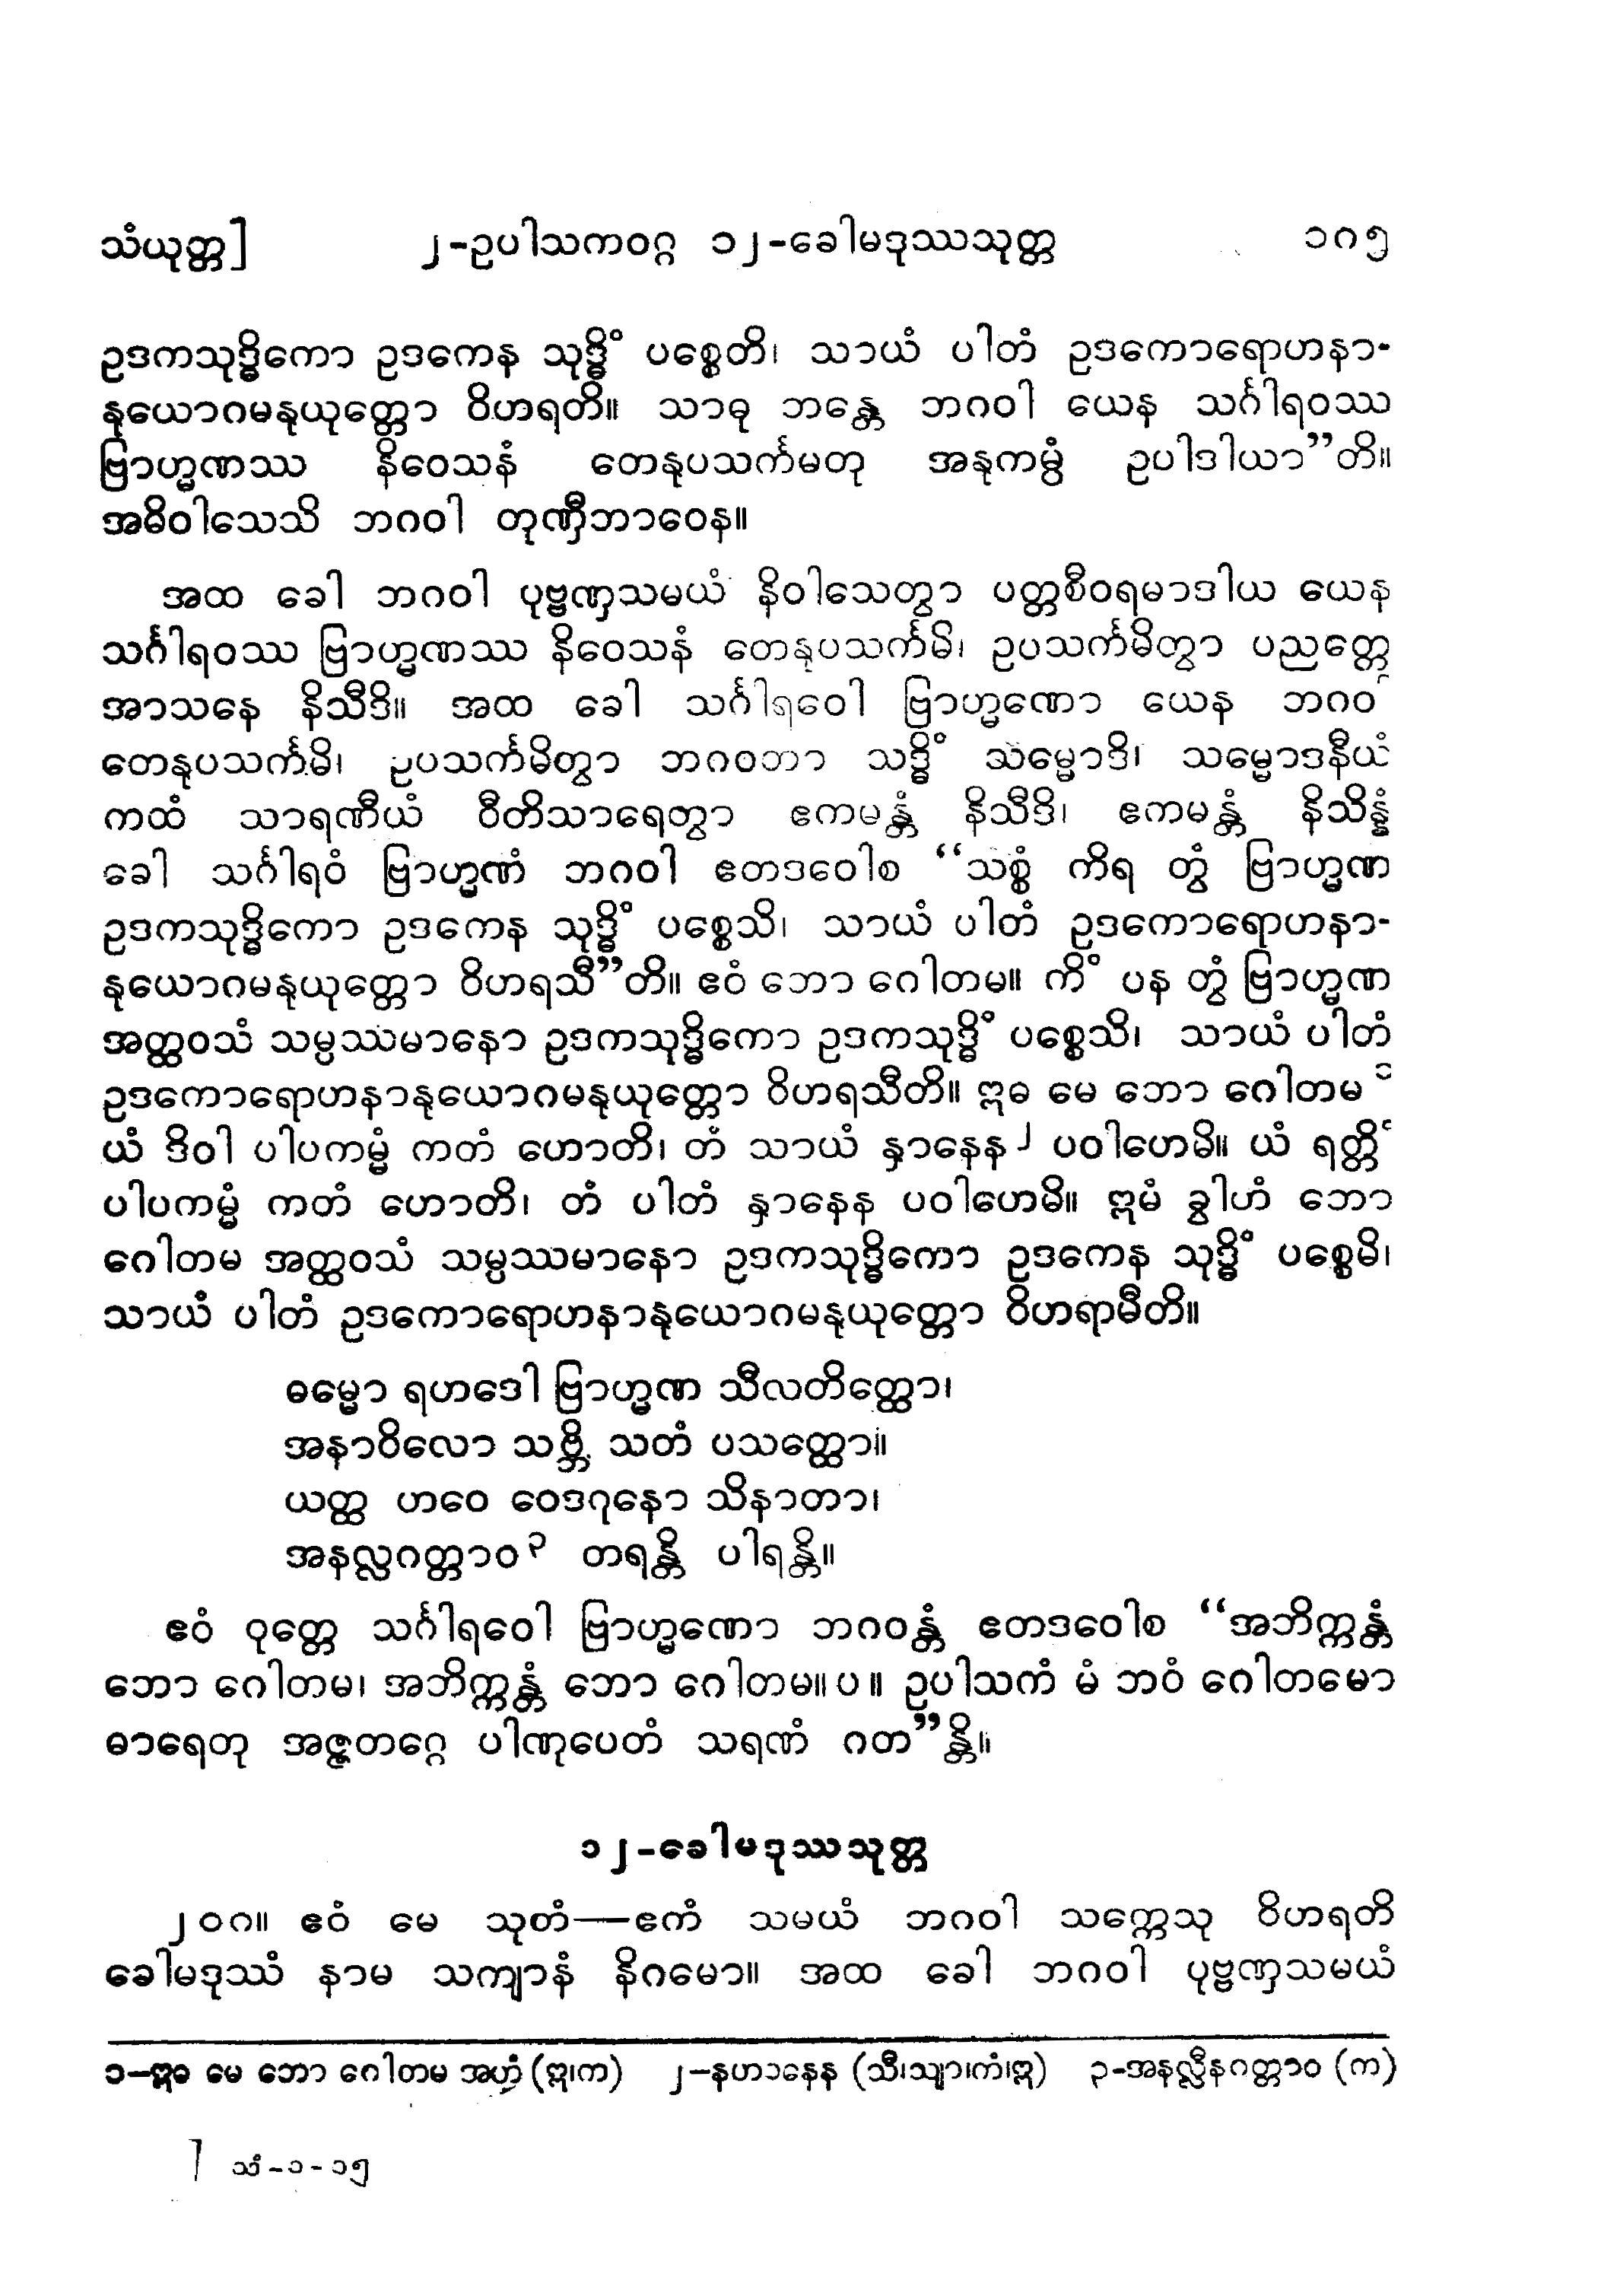 သံယုတ္တ] ၂-ဥပါသကဝဂ္ဂ ၁၂-ခေါမဒုဿသုတ္တ ၁၈၅
ဥဒကသုဒ္ဓိကော ဥဒကေန သုဒ္ဓိံ ပစ္စေတိ၊ သာယံ ပါတံ ဥဒကောရောဟနာ-
နုယောဂမနုယုတ္တော ဝိဟရတိ။ သာဓု ဘန္တေ ဘဂဝါ ယေန သင်္ဂါရဝဿ
ဗြာဟ္မဏဿ နိဝေသနံ တေနုပသင်္ကမတု အနုကမ္ပံ ဥပါဒါယာ”တိ။
အဓိဝါသေသိ ဘဂဝါ တုဏှီဘာဝေန။
အထ ခေါ ဘဂဝါ ပုဗ္ဗဏှသမယံ နိဝါသေတွာ ပတ္တစီဝရမာဒါယ ယေန
သင်္ဂါရဝဿ ဗြာဟ္မဏဿ နိဝေသနံ တေနုပသင်္ကမိ၊ ဥပသင်္ကမိတွာ ပညတ္တေ
အာသနေ နိသီဒိ။ အထ ခေါ သင်္ဂါရဝေါ ဗြာဟ္မဏော ယေန ဘဂဝါ
တေနုပသင်္ကမိ၊ ဥပသင်္ကမိတွာ ဘဂဝတာ သဒ္ဓိံ သမ္မောဒိ၊ သမ္မောဒနီယံ
ကထံ သာရဏီယံ ဝီတိသာရေတွာ ဧကမန္တံ နိသီဒိ၊ ဧကမန္တံ နိသိန္နံ
ခေါ သင်္ဂါရဝံ ဗြာဟ္မဏံ ဘဂဝါ ဧတဒဝေါစ “သစ္စံ ကိရ တွံ ဗြာဟ္မဏ
ဥဒကသုဒ္ဓိကော ဥဒကေန သုဒ္ဓိံ ပစ္စေသိ၊ သာယံ ပါတံ ဥဒကောရောဟနာ-
နုယောဂမနုယုတ္တော ဝိဟရသီ”တိ။ ဧဝံ ဘော ဂေါတမ။ ကိံ ပန တွံ ဗြာဟ္မဏ
အတ္ထဝသံ သမ္ပဿမာနော ဥဒကသုဒ္ဓိကော ဥဒကသုဒ္ဓိံ ပစ္စေသိ၊ သာယံ ပါတံ
ဥဒကောရောဟနာနုယောဂမနုယုတ္တော ဝိဟရသီတိ။ ဣဓ မေ ဘော ဂေါတမ ၁
ယံ ဒိဝါ ပါပကမ္မံ ကတံ ဟောတိ၊ တံ သာယံ နှာနေန ၂ ပဝါဟေမိ။ ယံ ရတ္တိံ
ပါပကမ္မံ ကတံ ဟောတိ၊ တံ ပါတံ နှာနေန ပဝါဟေမိ။ ဣမံ ခွါဟံ ဘော
ဂေါတမ အတ္ထဝသံ သမ္ပဿမာနော ဥဒကသုဒ္ဓိကော ဥဒကေန သုဒ္ဓိံ ပစ္စေမိ၊
သာယံ ပါတံ ဥဒကောရောဟနာနုယောဂမနုယုတ္တော ဝိဟရာမီတိ။
ဓမ္မော ရဟဒေါ ဗြာဟ္မဏ သီလတိတ္ထော၊
အနာဝိလော သဗ္ဘိ သတံ ပသတ္ထော။
ယတ္ထ ဟဝေ ဝေဒဂုနော သိနာတာ၊
အနလ္လဂတ္တာဝ ၃ တရန္တိ ပါရန္တိ။
ဧဝံ ဝုတ္တေ သင်္ဂါရဝေါ ဗြာဟ္မဏော ဘဂဝန္တံ ဧတဒဝေါစ “အဘိက္ကန္တံ
ဘော ဂေါတမ၊ အဘိက္ကန္တံ ဘော ဂေါတမ။ ပ ။ ဥပါသကံ မံ ဘဝံ ဂေါတမော
ဓာရေတု အဇ္ဇတဂ္ဂေ ပါဏုပေတံ သရဏံ ဂတ”န္တိ။
၁၂-ခေါမဒုဿသုတ္တ
၂၀၈။ ဧဝံ မေ သုတံ—ဧကံ သမယံ ဘဂဝါ သက္ကေသု ဝိဟရတိ
ခေါမဒုဿံ နာမ သကျာနံ နိဂမော။ အထ ခေါ ဘဂဝါ ပုဗ္ဗဏှသမယံ
၁—ဣဓ မေ ဘော ဂေါတမ အဟှံ (ဣ၊က) ၂—နဟာနေန (သီ၊သျာ၊ကံ၊ဣ) ၃-အနလ္လီနဂတ္တာဝ (က)
သံ-၁-၁၅